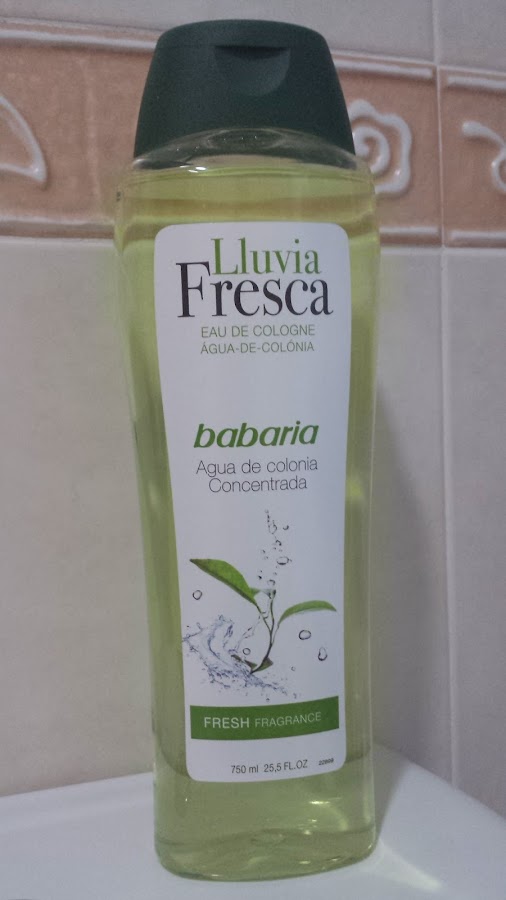 Lluvia
Fresca
EAU DE COLOGNE
ÁGUA-DE-COLÓNIA
babaria
Agua de colonia
Concentrada
FRESH FRAGRANCE
750 ml 25,5 FL.OZ